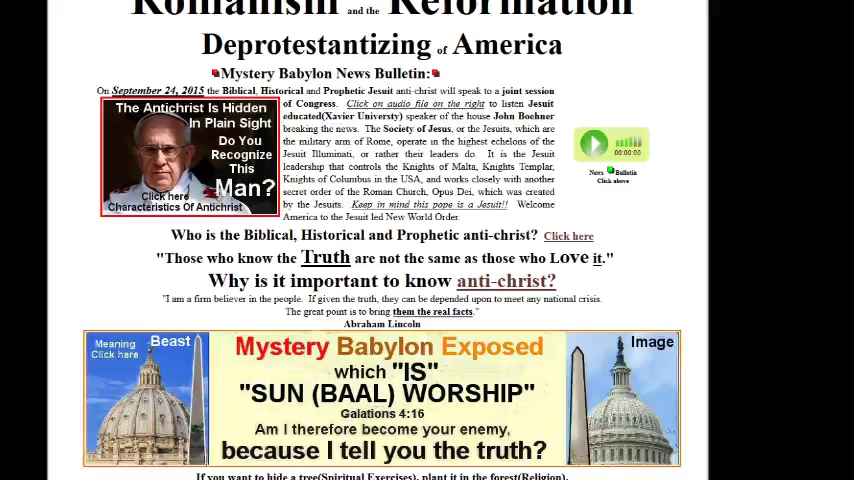 Romanism and the Reformation
Deprotestantizing of America
Mystery Babylon News Bulletin:
On September 24, 2015 the Biblical, Historical and Prophetic Jesuit anti-christ will speak to a joint session
of Congress. Click on audio file on the right to listen Jesuit
educated(Xavier Universty) speaker of the house John Boehner
breaking the news. The Society of Jesus, or the Jesuits, which are
the military arm of Rome, operate in the highest echelons of the
Jesuit Illuminati, or rather their leaders do. It is the Jesuit
leadership that controls the Knights of Malta, Knights Templar,
Knights of Columbus in the USA, and works closely with another
secret order of the Roman Church, Opus Dei, which was created
by the Jesuits. Keep in mind this pope is a Jesuit!! Welcome
America to the Jesuit led New World Order.
The Antichrist Is Hidden
In Plain Sight
Do You
Recognize
This
Man?
Click here
Characteristics Of Antichrist
00:00:00
News Bulletin
Click above
Who is the Biblical, Historical and Prophetic anti-christ? Click here
"Those who know the Truth are not the same as those who Love it."
Why is it important to know anti-christ?
"I am a firm believer in the people. If given the truth, they can be depended upon to meet any national crisis.
The great point is to bring them the real facts."
Abraham Lincoln
Meaning
Click here
Beast
Mystery Babylon Exposed
which "IS"
"SUN (BAAL) WORSHIP"
Galations 4:16
Am I therefore become your enemy,
because I tell you the truth?
Image
If you want to hide a tree(Spiritual Exercises), plant it in the forest(Religion).